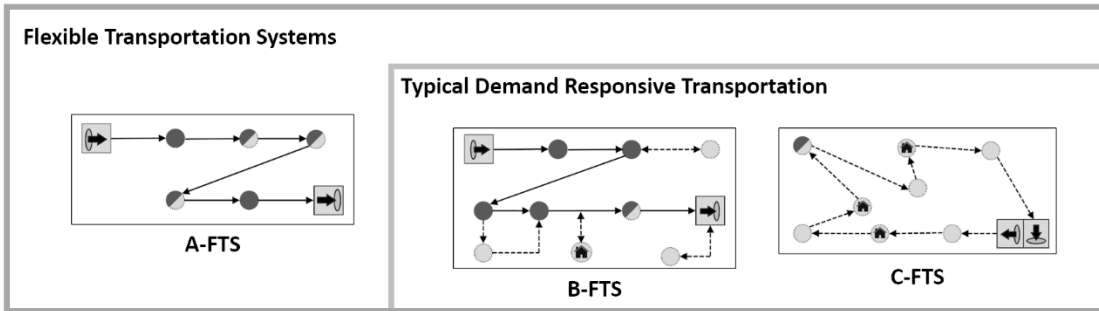 Flexible Transportation Systems
Typical Demand Responsive Transportation
A-FTS
B-FTS
C-FTS